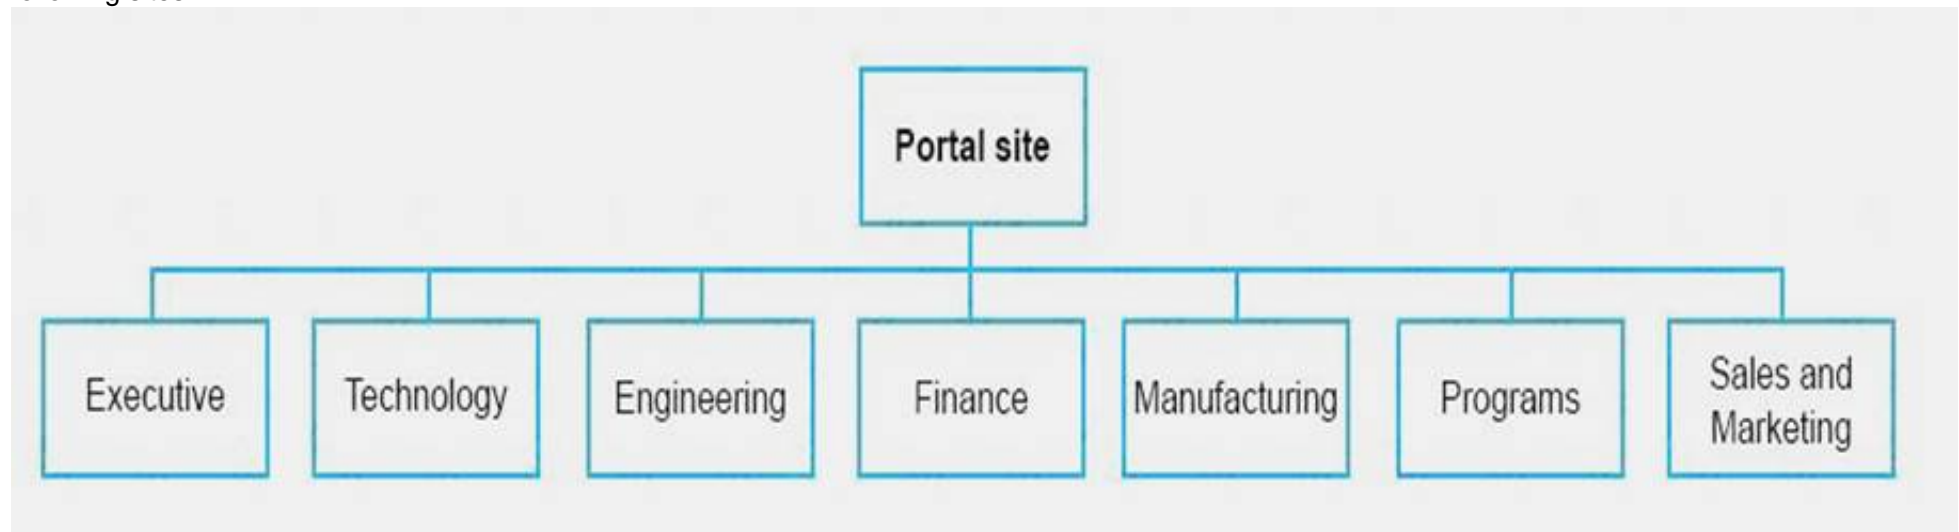 Portal site
Executive
Technology
Engineering
Finance
Manufacturing
Programs
Sales and
Marketing